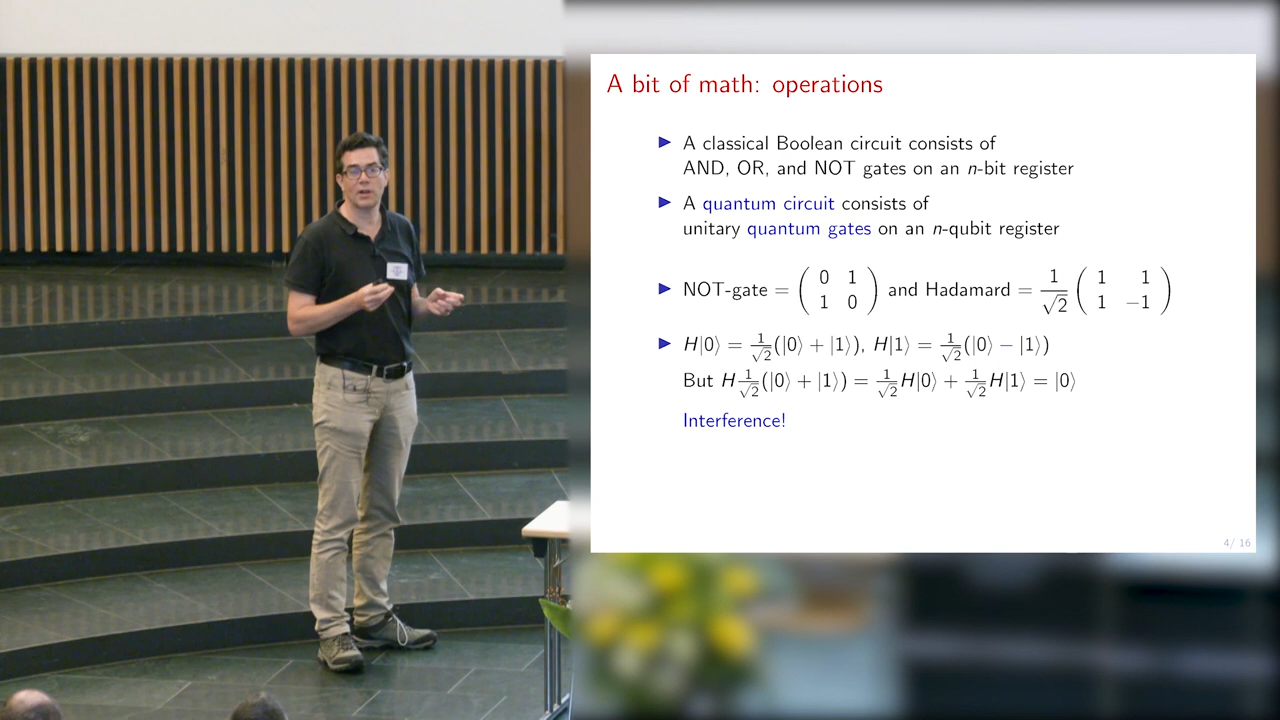 A bit of math: operations
▶ A classical Boolean circuit consists of
AND, OR, and NOT gates on an n-bit register
▶ A quantum circuit consists of
unitary quantum gates on an n-qubit register
▶ NOT-gate = ( 0 1 ; 1 0 ) and Hadamard = 1/√2 ( 1 1 ; 1 −1 )
▶ H|0⟩ = 1/√2(|0⟩ + |1⟩), H|1⟩ = 1/√2(|0⟩ − |1⟩)
But H1/√2(|0⟩ + |1⟩) = 1/√2H|0⟩ + 1/√2H|1⟩ = |0⟩
Interference!
4/ 16